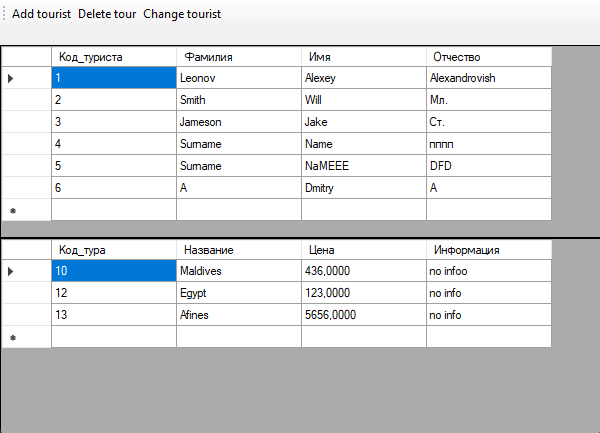 Add tourist Delete tour Change tourist
Код_туриста Фамилия Имя Отчество
1 Leonov Alexey Alexandrovish
2 Smith Will Мл.
3 Jameson Jake Ст.
4 Surname Name пппп
5 Surname NaMEEE DFD
6 A Dmitry A
Код_тура Название Цена Информация
10 Maldives 436,0000 no infoo
12 Egypt 123,0000 no info
13 Afines 5656,0000 no info